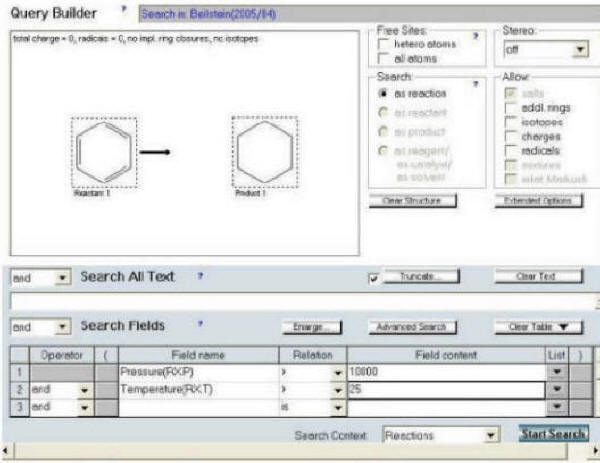 Query Builder ? Search in: Beilstein(2005/04)
total charge = 0, radicals = 0, no impl. ring closures, no isotopes
Reactant 1
Product 1
Free Sites: ?
hetero atoms
all atoms
Stereo:
off
Search: ?
as reaction
as reactant
as product
as reagent/
as catalyst/
as solvent
Allow:
salts
addl. rings
isotopes
charges
radicals
mixtures
Clear Structure
Extended Options
and Search All Text ? Truncate... Clear Text
and Search Fields ? Enlarge... Advanced Search Clear Table
Operator ( Field name Relation Field content List )
1 Pressure(RX.P) > 10000
2 and Temperature(RX.T) > 25
3 and is
Search Context: Reactions Start Search